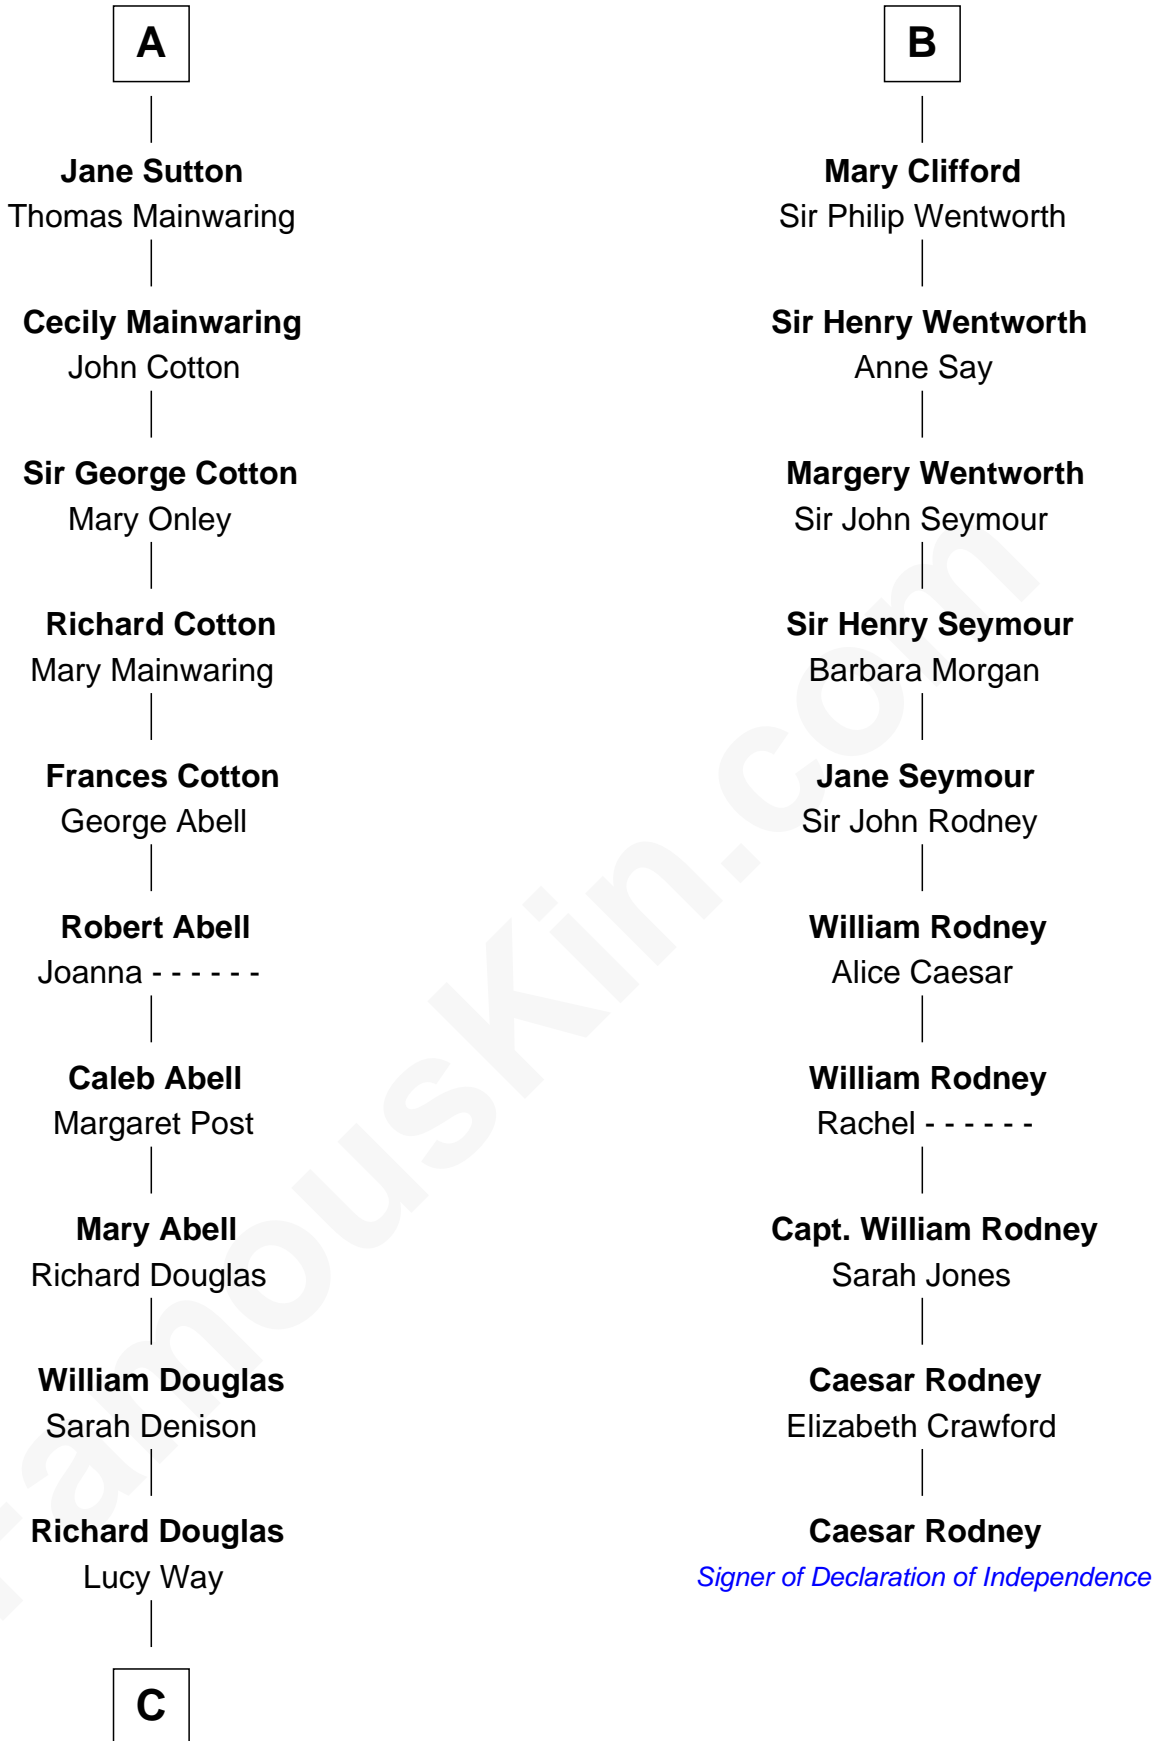 A
Jane Sutton
Thomas Mainwaring
Cecily Mainwaring
John Cotton
Sir George Cotton
Mary Onley
Richard Cotton
Mary Mainwaring
Frances Cotton
George Abell
Robert Abell
Joanna - - - - - -
Caleb Abell
Margaret Post
Mary Abell
Richard Douglas
William Douglas
Sarah Denison
Richard Douglas
Lucy Way
C
B
Mary Clifford
Sir Philip Wentworth
Sir Henry Wentworth
Anne Say
Margery Wentworth
Sir John Seymour
Sir Henry Seymour
Barbara Morgan
Jane Seymour
Sir John Rodney
William Rodney
Alice Caesar
William Rodney
Rachel - - - - - -
Capt. William Rodney
Sarah Jones
Caesar Rodney
Elizabeth Crawford
Caesar Rodney
Signer of Declaration of Independence
FamousKin.com